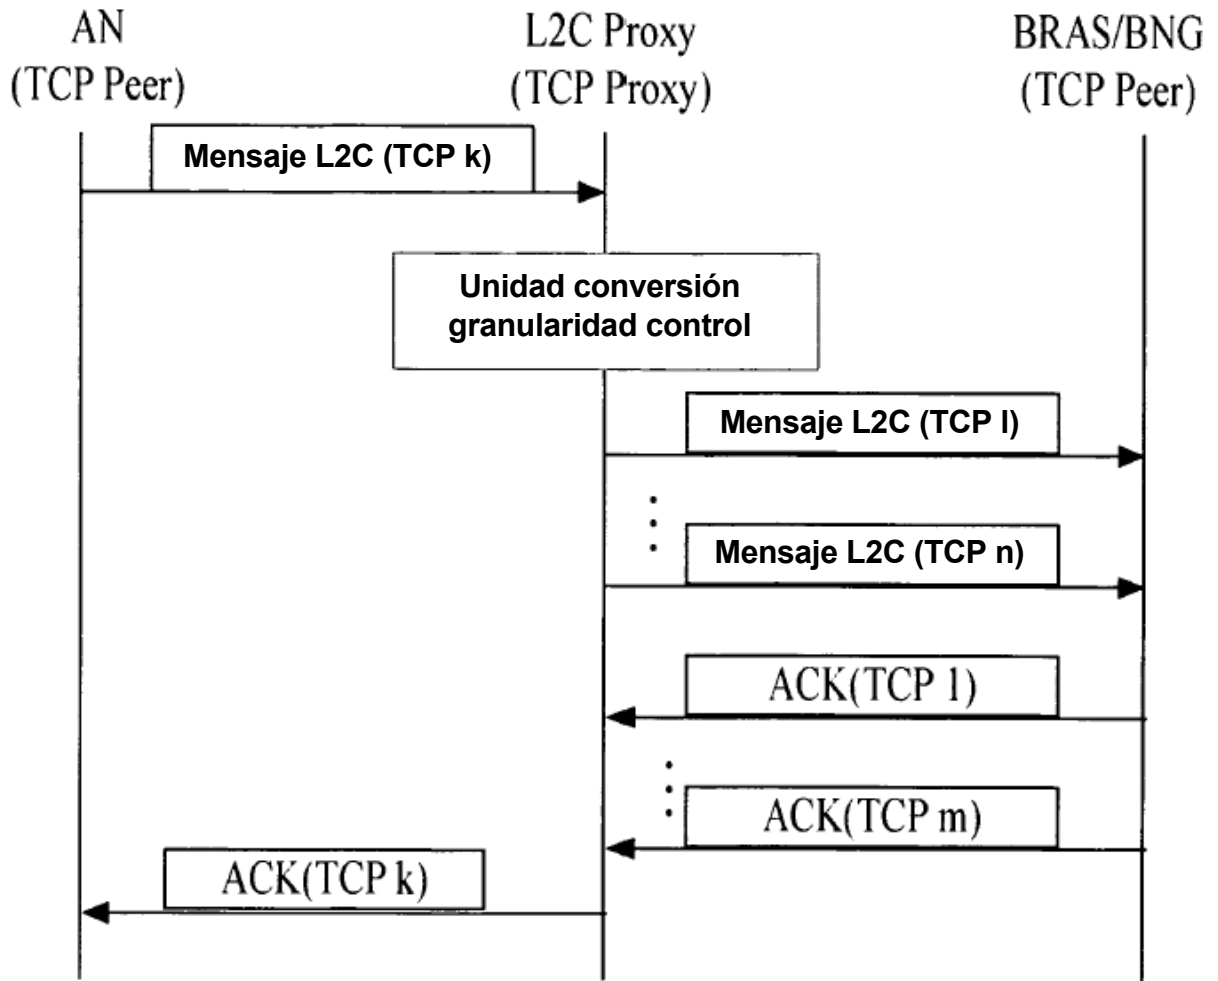 AN
(TCP Peer)
L2C Proxy
(TCP Proxy)
BRAS/BNG
(TCP Peer)
Mensaje L2C (TCP k)
Unidad conversión
granularidad control
Mensaje L2C (TCP l)
Mensaje L2C (TCP n)
ACK(TCP 1)
ACK(TCP m)
ACK(TCP k)